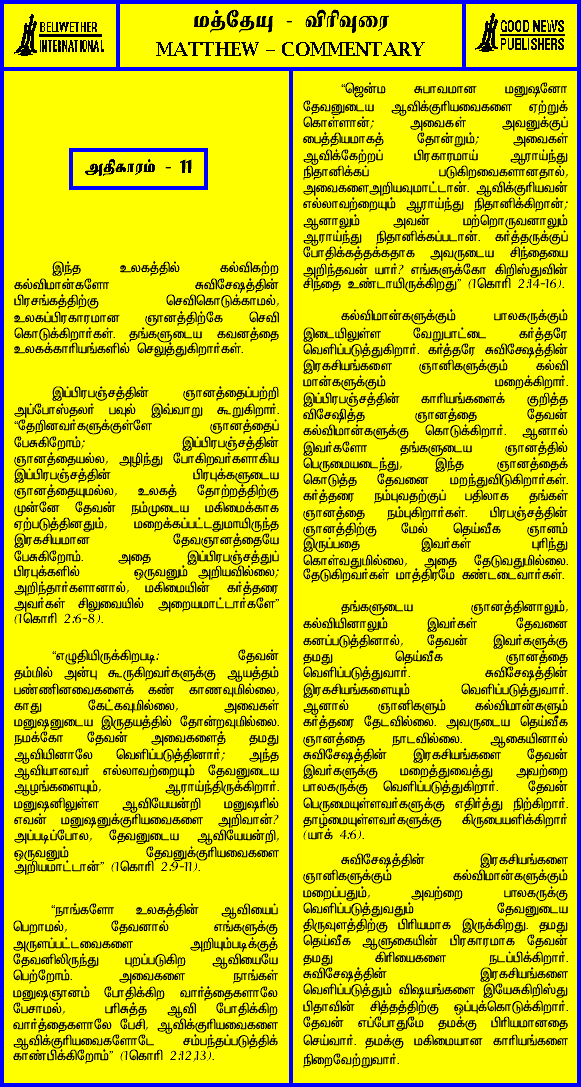 BELIWETHER
INTERNATIONAL
மத்தேயு - விரிவுரை
MATTHEW – COMMENTARY
GOOD NEWS
PUBLISHERS
அதிகாரம் - 11
இந்த உலகத்தில் கல்விகற்ற
கல்விமான்களோ சுவிசேஷத்தின்
பிரசங்கத்திற்கு செவிகொடுக்காமல்,
உலகப்பிரகாரமான ஞானத்திற்கே செவி
கொடுக்கிறார்கள். தங்களுடைய கவனத்தை
உலகக்காரியங்களில் செலுத்துகிறார்கள்.
இப்பிரபஞ்சத்தின் ஞானத்தைப்பற்றி
அப்போஸ்தலர் பவுல் இவ்வாறு கூறுகிறார்.
“தேறினவர்களுக்குள்ளே ஞானத்தைப்
பேசுகிறோம்; இப்பிரபஞ்சத்தின்
ஞானத்தையல்ல, அழிந்து போகிறவர்களாகிய
இப்பிரபஞ்சத்தின் பிரபுக்களுடைய
ஞானத்தையுமல்ல, உலகத் தோற்றத்திற்கு
முன்னே தேவன் நம்முடைய மகிமைக்காக
ஏற்படுத்தினதும், மறைக்கப்பட்டதுமாயிருந்த
இரகசியமான தேவஞானத்தையே
பேசுகிறோம். அதை இப்பிரபஞ்சத்துப்
பிரபுக்களில் ஒருவனும் அறியவில்லை;
அறிந்தார்களானால், மகிமையின் கர்த்தரை
அவர்கள் சிலுவையில் அறையமாட்டார்களே”
(1கொரி 2:6-8).
“எழுதியிருக்கிறபடி: தேவன்
தம்மில் அன்பு கூருகிறவர்களுக்கு ஆயத்தம்
பண்ணினவைகளைக் கண் காணவுமில்லை,
காது கேட்கவுமில்லை, அவைகள்
மனுஷனுடைய இருதயத்தில் தோன்றவுமில்லை.
நமக்கோ தேவன் அவைகளைத் தமது
ஆவியினாலே வெளிப்படுத்தினார்; அந்த
ஆவியானவர் எல்லாவற்றையும் தேவனுடைய
ஆழங்களையும், ஆராய்ந்திருக்கிறார்.
மனுஷனிலுள்ள ஆவியேயன்றி மனுஷரில்
எவன் மனுஷனுக்குரியவைகளை அறிவான்?
அப்படிப்போல, தேவனுடைய ஆவியேயன்றி,
ஒருவனும் தேவனுக்குரியவைகளை
அறியமாட்டான்” (1கொரி 2:9-11).
“நாங்களோ உலகத்தின் ஆவியைப்
பெறாமல், தேவனால் எங்களுக்கு
அருளப்பட்டவைகளை அறியும்படிக்குத்
தேவனிலிருந்து புறப்படுகிற ஆவியையே
பெற்றோம். அவைகளை நாங்கள்
மனுஷஞானம் போதிக்கிற வார்த்தைகளாலே
பேசாமல், பரிசுத்த ஆவி போதிக்கிற
வார்த்தைகளாலே பேசி, ஆவிக்குரியவைகளை
ஆவிக்குரியவைகளோடே சம்பந்தப்படுத்திக்
காண்பிக்கிறோம்” (1கொரி 2:12,13).
“ஜென்ம சுபாவமான மனுஷனோ
தேவனுடைய ஆவிக்குரியவைகளை ஏற்றுக்
கொள்ளான்; அவைகள் அவனுக்குப்
பைத்தியமாகத் தோன்றும்; அவைகள்
ஆவிக்கேற்றப் பிரகாரமாய் ஆராய்ந்து
நிதானிக்கப் படுகிறவைகளானதால்,
அவைகளைஅறியவுமாட்டான். ஆவிக்குரியவன்
எல்லாவற்றையும் ஆராய்ந்து நிதானிக்கிறான்;
ஆனாலும் அவன் மற்றொருவனாலும்
ஆராய்ந்து நிதானிக்கப்படான். கர்த்தருக்குப்
போதிக்கத்தக்கதாக அவருடைய சிந்தையை
அறிந்தவன் யார்? எங்களுக்கோ கிறிஸ்துவின்
சிந்தை உண்டாயிருக்கிறது” (1கொரி 2:14-16).
கல்விமான்களுக்கும் பாலகருக்கும்
இடையிலுள்ள வேறுபாட்டை கர்த்தரே
வெளிப்படுத்துகிறார். கர்த்தரே சுவிசேஷத்தின்
இரகசியங்களை ஞானிகளுக்கும் கல்வி
மான்களுக்கும் மறைக்கிறார்.
இப்பிரபஞ்சத்தின் காரியங்களைக் குறித்த
விசேஷித்த ஞானத்தை தேவன்
கல்விமான்களுக்கு கொடுக்கிறார். ஆனால்
இவர்களோ தங்களுடைய ஞானத்தில்
பெருமையடைந்து, இந்த ஞானத்தைக்
கொடுத்த தேவனை மறந்துவிடுகிறார்கள்.
கர்த்தரை நம்புவதற்குப் பதிலாக தங்கள்
ஞானத்தை நம்புகிறார்கள். பிரபஞ்சத்தின்
ஞானத்திற்கு மேல் தெய்வீக ஞானம்
இருப்பதை இவர்கள் புரிந்து
கொள்வதுமில்லை, அதை தேடுவதுமில்லை.
தேடுகிறவர்கள் மாத்திரமே கண்டடைவார்கள்.
தங்களுடைய ஞானத்தினாலும்,
கல்வியினாலும் இவர்கள் தேவனை
கனப்படுத்தினால், தேவன் இவர்களுக்கு
தமது தெய்வீக ஞானத்தை
வெளிப்படுத்துவார். சுவிசேஷத்தின்
இரகசியங்களையும் வெளிப்படுத்துவார்.
ஆனால் ஞானிகளும் கல்விமான்களும்
கர்த்தரை தேடவில்லை. அவருடைய தெய்வீக
ஞானத்தை நாடவில்லை. ஆகையினால்
சுவிசேஷத்தின் இரகசியங்களை தேவன்
இவர்களுக்கு மறைத்துவைத்து அவற்றை
பாலகருக்கு வெளிப்படுத்துகிறார். தேவன்
பெருமையுள்ளவர்களுக்கு எதிர்த்து நிற்கிறார்.
தாழ்மையுள்ளவர்களுக்கு கிருபையளிக்கிறார்
(யாக் 4:6).
சுவிசேஷத்தின் இரகசியங்களை
ஞானிகளுக்கும் கல்விமான்களுக்கும்
மறைப்பதும், அவற்றை பாலகருக்கு
வெளிப்படுத்துவதும் தேவனுடைய
திருவுளத்திற்கு பிரியமாக இருக்கிறது. தமது
தெய்வீக ஆளுகையின் பிரகாரமாக தேவன்
தமது கிரியைகளை நடப்பிக்கிறார்.
சுவிசேஷத்தின் இரகசியங்களை
வெளிப்படுத்தும் விஷயங்களை இயேசுகிறிஸ்து
பிதாவின் சித்தத்திற்கு ஒப்புக்கொடுக்கிறார்.
தேவன் எப்போதுமே தமக்கு பிரியமானதை
செய்வார். தமக்கு மகிமையான காரியங்களை
நிறைவேற்றுவார்.